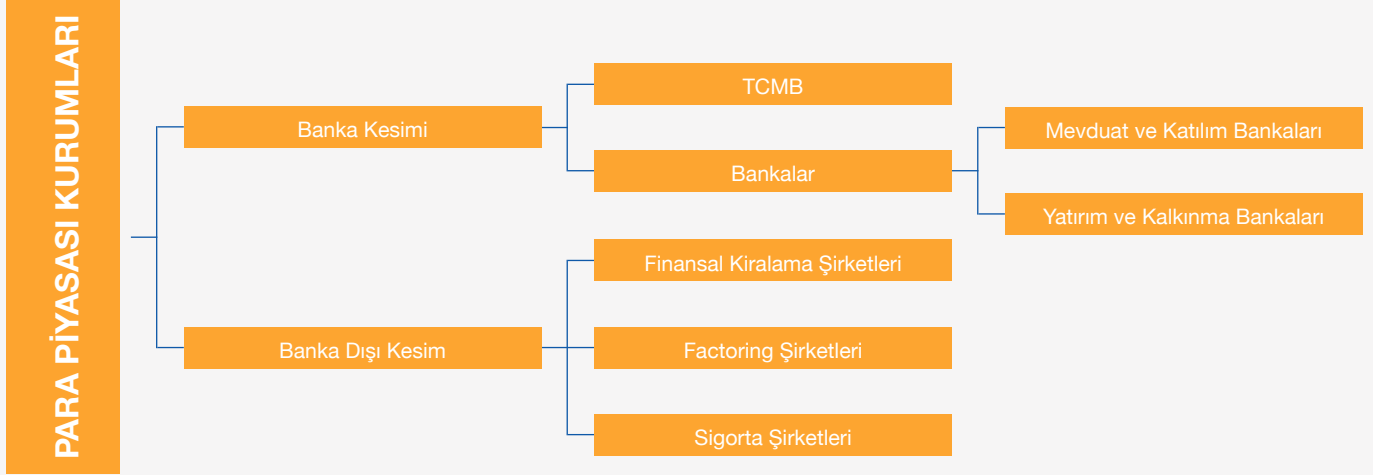 PARA PİYASASI KURUMLARI
Banka Kesimi
TCMB
Bankalar
Mevduat ve Katılım Bankaları
Yatırım ve Kalkınma Bankaları
Banka Dışı Kesim
Finansal Kiralama Şirketleri
Factoring Şirketleri
Sigorta Şirketleri